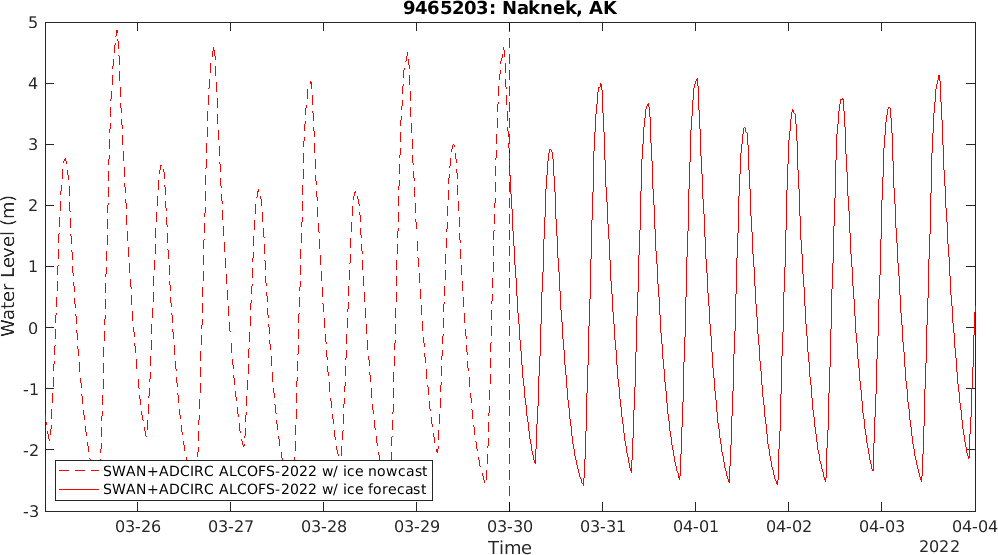 9465203: Naknek, AK
Water Level (m)
5
4
3
2
1
0
-1
-2
-3
SWAN+ADCIRC ALCOFS-2022 w/ ice nowcast
SWAN+ADCIRC ALCOFS-2022 w/ ice forecast
03-26 03-27 03-28 03-29 03-30 03-31 04-01 04-02 04-03 04-04
Time
2022